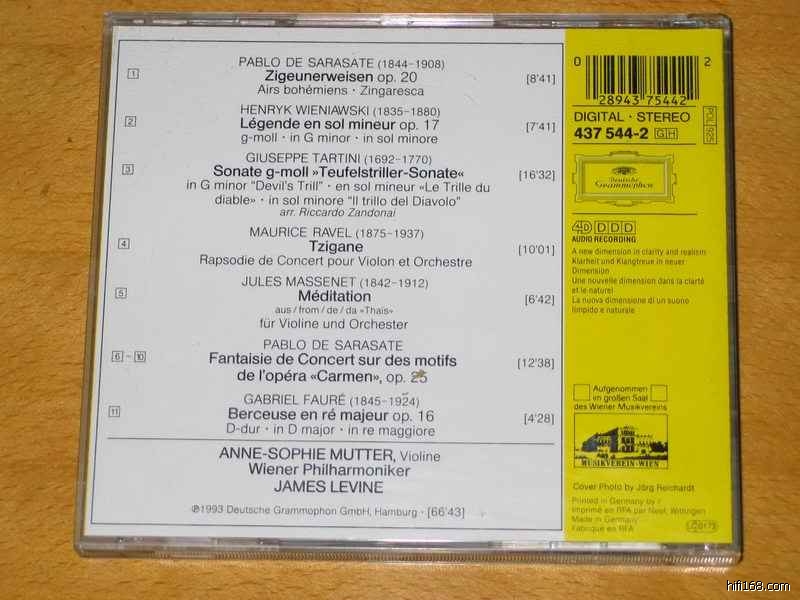 PABLO DE SARASATE (1844-1908)
1 Zigeunerweisen op. 20 [8'41]
Airs bohémiens · Zingaresca
HENRYK WIENIAWSKI (1835-1880)
2 Légende en sol mineur op. 17 [7'41]
g-moll · in G minor · in sol minore
GIUSEPPE TARTINI (1692-1770)
3 Sonate g-moll »Teufelstriller-Sonate« [16'32]
in G minor "Devil's Trill" · en sol mineur «Le Trille du
diable» · in sol minore "Il trillo del Diavolo"
arr. Riccardo Zandonai
MAURICE RAVEL (1875-1937)
4 Tzigane [10'01]
Rapsodie de Concert pour Violon et Orchestre
JULES MASSENET (1842-1912)
5 Méditation [6'42]
aus / from / de / da »Thaïs«
für Violine und Orchester
PABLO DE SARASATE
6 - 10 Fantaisie de Concert sur des motifs [12'38]
de l'opéra «Carmen», op. 25
GABRIEL FAURÉ (1845-1924)
11 Berceuse en ré majeur op. 16 [4'28]
D-dur · in D major · in re maggiore
ANNE-SOPHIE MUTTER, Violine
Wiener Philharmoniker
JAMES LEVINE
℗1993 Deutsche Grammophon GmbH, Hamburg · [66'43]
0 28943 75442 2
DIGITAL · STEREO
437 544-2 GH
POL 925
Deutsche
Grammophon
4D DDD
AUDIO RECORDING
A new dimension in clarity and realism
Klarheit und Klangtreue in neuer
Dimension
Une nouvelle dimension dans la clarté
et le naturel
La nuova dimensione di un suono
limpido e naturale
Aufgenommen
im großen Saal
des Wiener Musikvereins
MUSIKVEREIN·WIEN
Cover Photo by Jörg Reichardt
Printed in Germany by /
Imprimé en RFA par Neef, Wittingen
Made in Germany
Fabriqué en RFA
LC 0173
hifi168.com